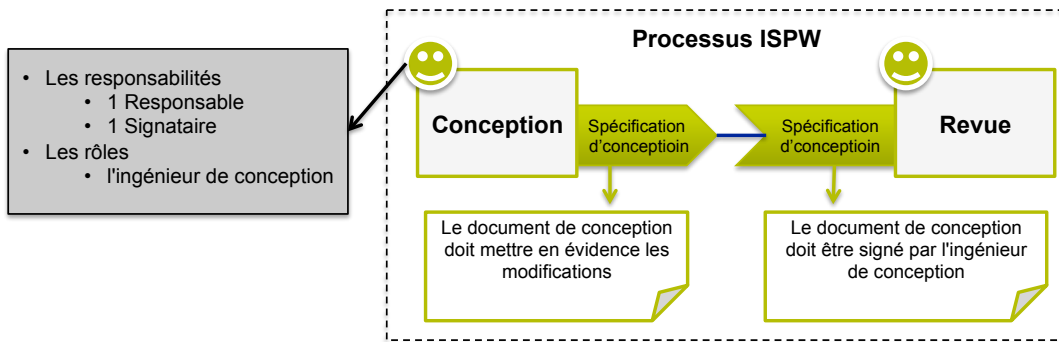 Processus ISPW
• Les responsabilités
• 1 Responsable
• 1 Signataire
• Les rôles
• l'ingénieur de conception
Conception
Spécification
d'conceptioin
Spécification
d'conceptioin
Revue
Le document de conception
doit mettre en évidence les
modifications
Le document de conception
doit être signé par l'ingénieur
de conception